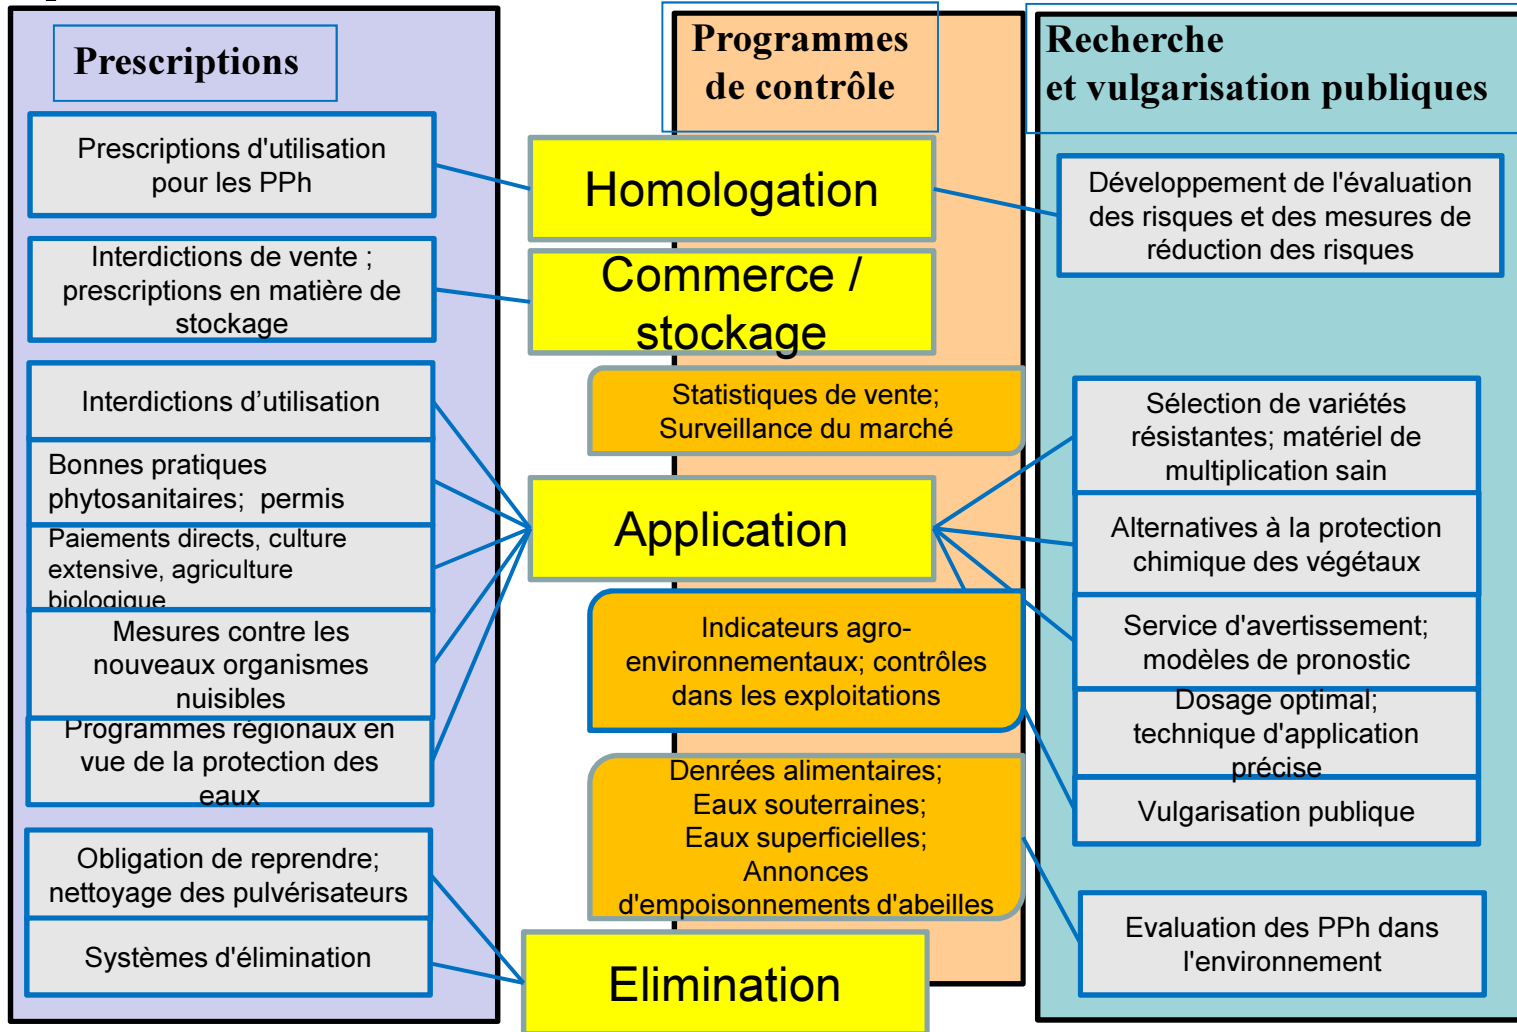 Prescriptions
Prescriptions d'utilisation
pour les PPh
Interdictions de vente ;
prescriptions en matière de
stockage
Interdictions d’utilisation
Bonnes pratiques
phytosanitaires;  permis
Paiements directs, culture
extensive, agriculture
biologique
Mesures contre les
nouveaux organismes
nuisibles
Programmes régionaux en
vue de la protection des
eaux
Obligation de reprendre;
nettoyage des pulvérisateurs
Systèmes d'élimination
Programmes
de contrôle
Homologation
Commerce /
stockage
Statistiques de vente;
Surveillance du marché
Application
Indicateurs agro-
environnementaux; contrôles
dans les exploitations
Denrées alimentaires;
Eaux souterraines;
Eaux superficielles;
Annonces
d'empoisonnements d'abeilles
Elimination
Recherche
et vulgarisation publiques
Développement de l'évaluation
des risques et des mesures de
réduction des risques
Sélection de variétés
résistantes; matériel de
multiplication sain
Alternatives à la protection
chimique des végétaux
Service d'avertissement;
modèles de pronostic
Dosage optimal;
technique d'application
précise
Vulgarisation publique
Evaluation des PPh dans
l'environnement